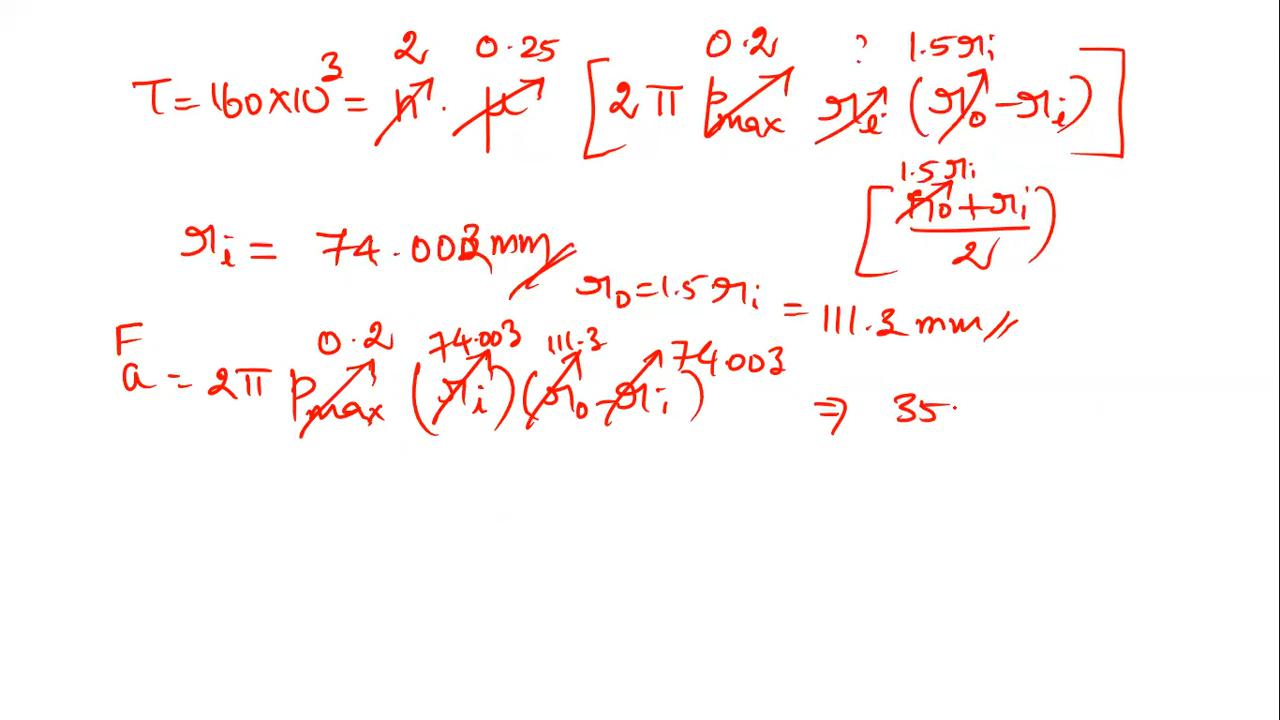 2 0.25 0.2 ? 1.5ri
T = 160×10³ = n . μ [2π pmax ri (ro - ri)]
1.5ri
[ro + ri / 2)
ri = 74.003 mm
ro = 1.5ri = 111.3 mm
0.2 74.003 111.3 74.003
Fa = 2π pmax (ri)(ro - ri) ⇒ 35.